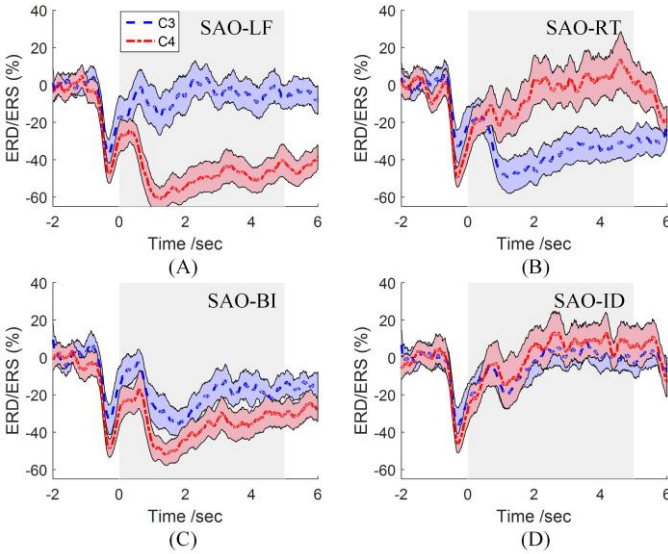 SAO-LF
C3
C4
ERD/ERS (%)
40
20
0
-20
-40
-60
-2 0 2 4 6
Time /sec
(A)
SAO-RT
ERD/ERS (%)
40
20
0
-20
-40
-60
-2 0 2 4 6
Time /sec
(B)
SAO-BI
ERD/ERS (%)
40
20
0
-20
-40
-60
-2 0 2 4 6
Time /sec
(C)
SAO-ID
ERD/ERS (%)
40
20
0
-20
-40
-60
-2 0 2 4 6
Time /sec
(D)